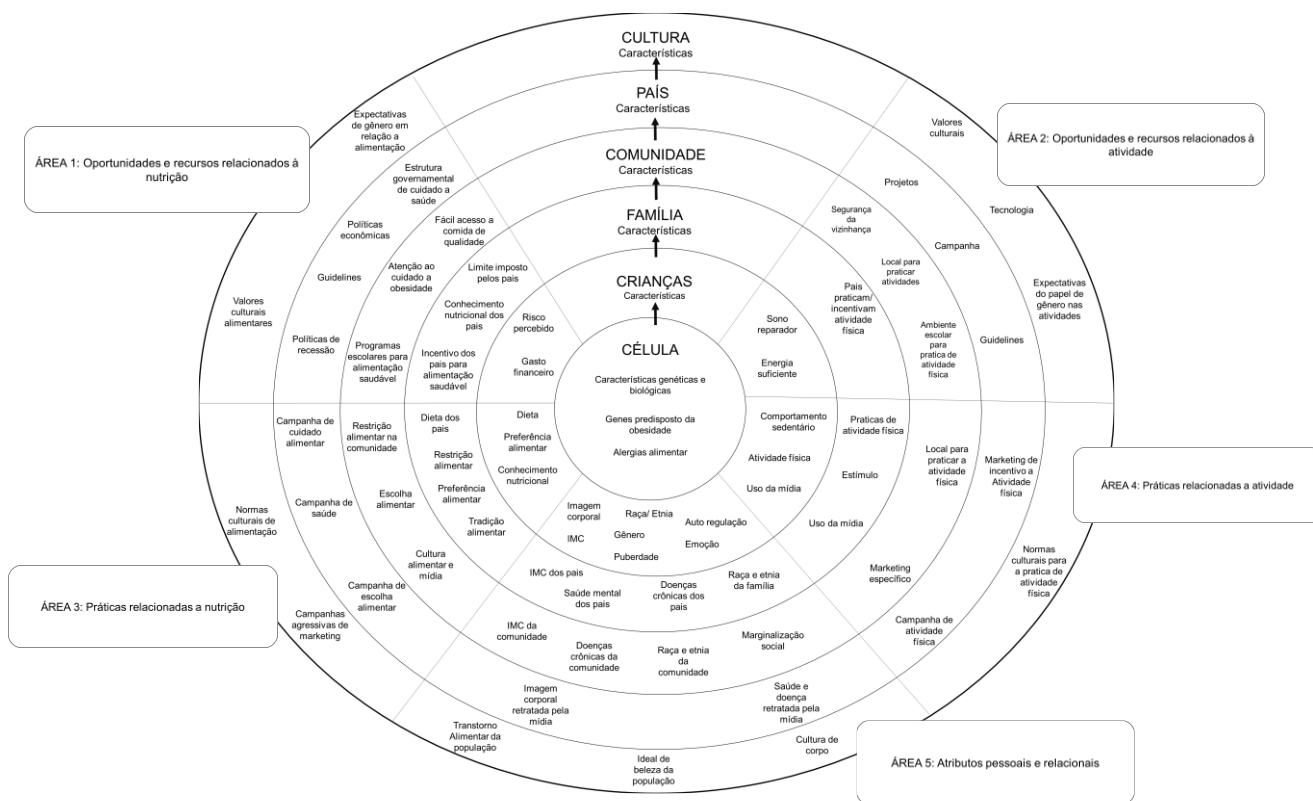 CULTURA
Características
PAÍS
Características
COMUNIDADE
Características
FAMÍLIA
Características
CRIANÇAS
Características
CÉLULA
Características genéticas e
biológicas
Genes predisposto da
obesidade
Alergias alimentar
ÁREA 1: Oportunidades e recursos relacionados à
nutrição
Expectativas
de gênero em
relação a
alimentação
Valores
culturais
alimentares
Estrutura
governamental
de cuidado a
saúde
Políticas
econômicas
Guidelines
Políticas de
recessão
Fácil acesso a
comida de
qualidade
Atenção ao
cuidado a
obesidade
Programas
escolares para
alimentação
saudável
Limite imposto
pelos pais
Conhecimento
nutricional dos
pais
Incentivo dos
pais para
alimentação
saudável
Risco
percebido
Gasto
financeiro
ÁREA 2: Oportunidades e recursos relacionados à
atividade
Valores
culturais
Tecnologia
Expectativas
do papel de
gênero nas
atividades
Projetos
Campanha
Guidelines
Segurança
da
vizinhança
Local para
praticar
atividades
Ambiente
escolar
para
pratica de
atividade
física
Pais
praticam/
incentivam
atividade
física
Sono
reparador
Energia
suficiente
ÁREA 3: Práticas relacionadas a nutrição
Normas
culturais de
alimentação
Campanhas
agressivas de
marketing
Campanha de
cuidado
alimentar
Campanha de
saúde
Campanha de
escolha
alimentar
Restrição
alimentar na
comunidade
Escolha
alimentar
Cultura
alimentar e
mídia
Dieta dos
pais
Restrição
alimentar
Preferência
alimentar
Tradição
alimentar
Dieta
Preferência
alimentar
Conhecimento
nutricional
ÁREA 4: Práticas relacionadas a atividade
Comportamento
sedentário
Atividade física
Uso da mídia
Praticas de
atividade física
Estímulo
Uso da mídia
Local para
praticar a
atividade
física
Marketing
específico
Marketing de
incentivo a
Atividade
física
Campanha de
atividade
física
Normas
culturais para
a pratica de
atividade
física
ÁREA 5: Atributos pessoais e relacionais
Imagem
corporal
IMC
Raça/ Etnia
Gênero
Puberdade
Auto regulação
Emoção
IMC dos pais
Saúde mental
dos pais
Doenças
crônicas dos
pais
Raça e etnia
da família
IMC da
comunidade
Doenças
crônicas da
comunidade
Raça e etnia
da
comunidade
Marginalização
social
Imagem
corporal
retratada pela
mídia
Saúde e
doença
retratada pela
mídia
Transtorno
Alimentar da
população
Ideal de
beleza da
população
Cultura de
corpo